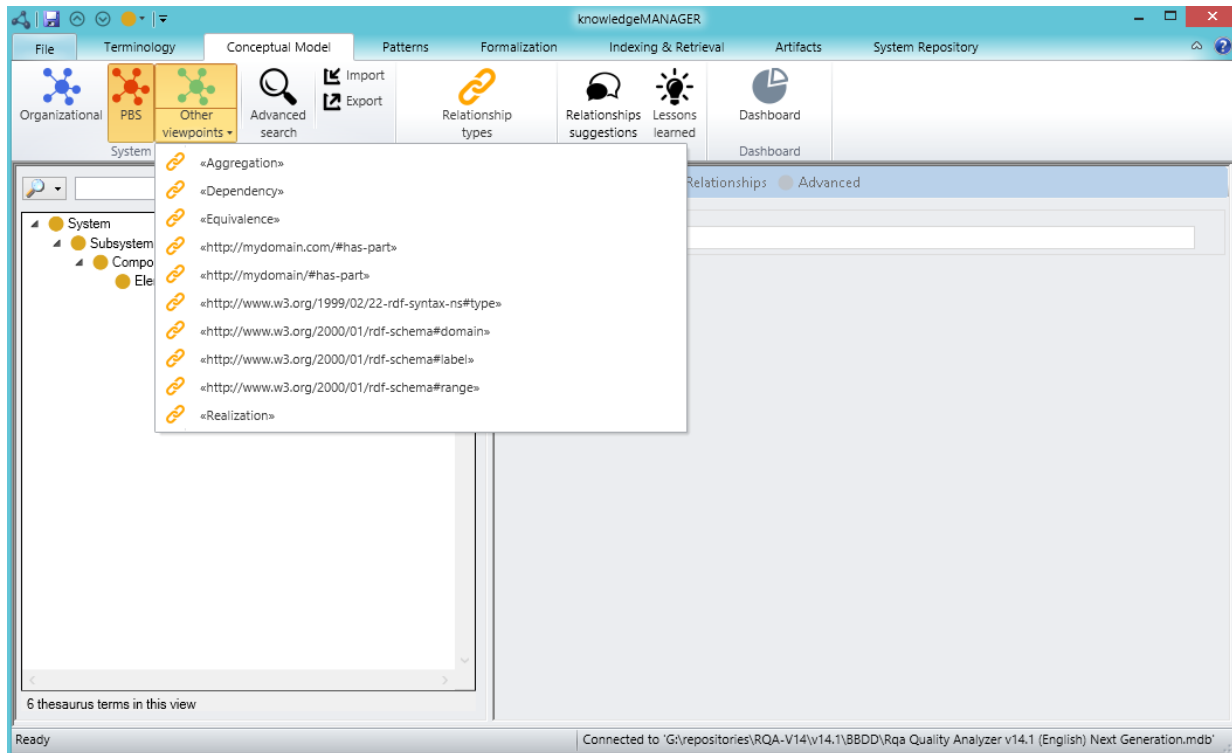 knowledgeMANAGER
File Terminology Conceptual Model Patterns Formalization Indexing & Retrieval Artifacts System Repository
Organizational
PBS
Other
viewpoints
Advanced
search
Import
Export
Relationship
types
Relationships
suggestions
Lessons
learned
Dashboard
System
Dashboard
«Aggregation»
«Dependency»
«Equivalence»
«http://mydomain.com/#has-part»
«http://mydomain/#has-part»
«http://www.w3.org/1999/02/22-rdf-syntax-ns#type»
«http://www.w3.org/2000/01/rdf-schema#domain»
«http://www.w3.org/2000/01/rdf-schema#label»
«http://www.w3.org/2000/01/rdf-schema#range»
«Realization»
Relationships Advanced
System
Subsystem
Compo
Ele
6 thesaurus terms in this view
Ready
Connected to 'G:\repositories\RQA-V14\v14.1\BBDD\Rqa Quality Analyzer v14.1 (English) Next Generation.mdb'